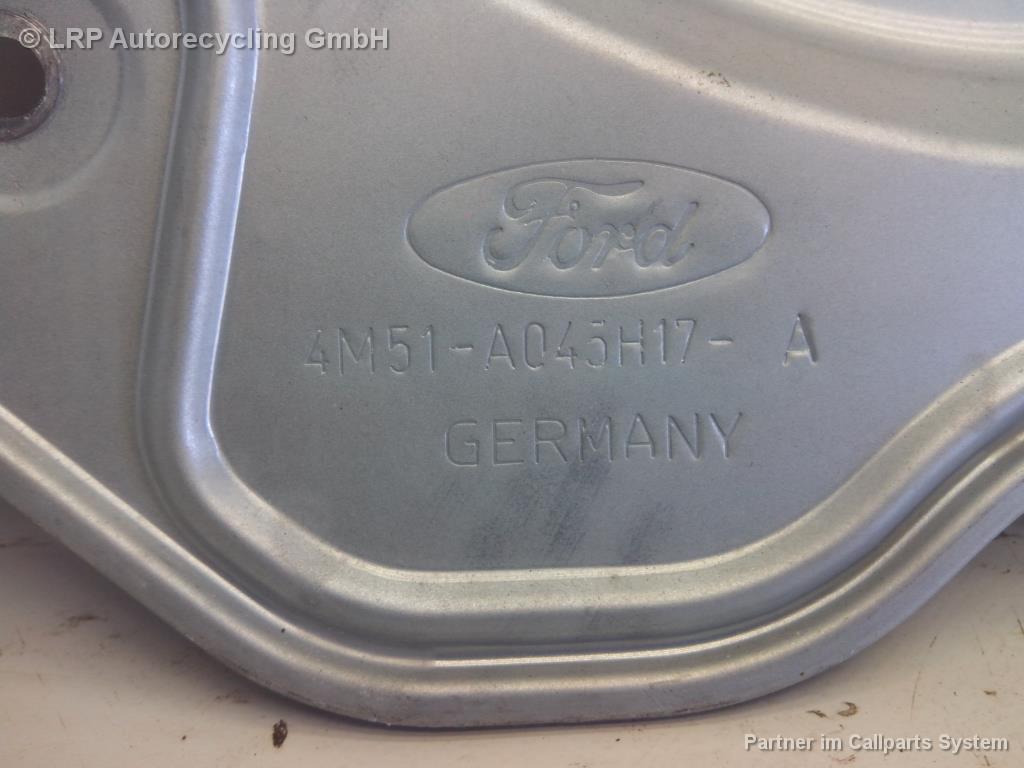 © LRP Autorecycling GmbH
Ford
4M51-A045H17- A
GERMANY
Partner im Callparts System